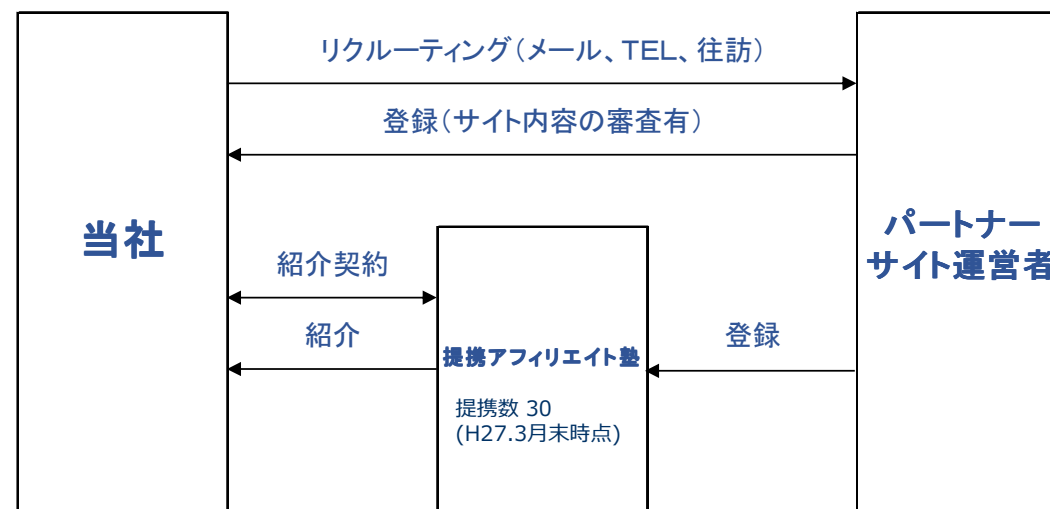 リクルーティング(メール、TEL、往訪)
登録(サイト内容の審査有)
当社
パートナー
サイト運営者
紹介契約
紹介
提携アフィリエイト塾
登録
提携数 30
(H27.3月末時点)